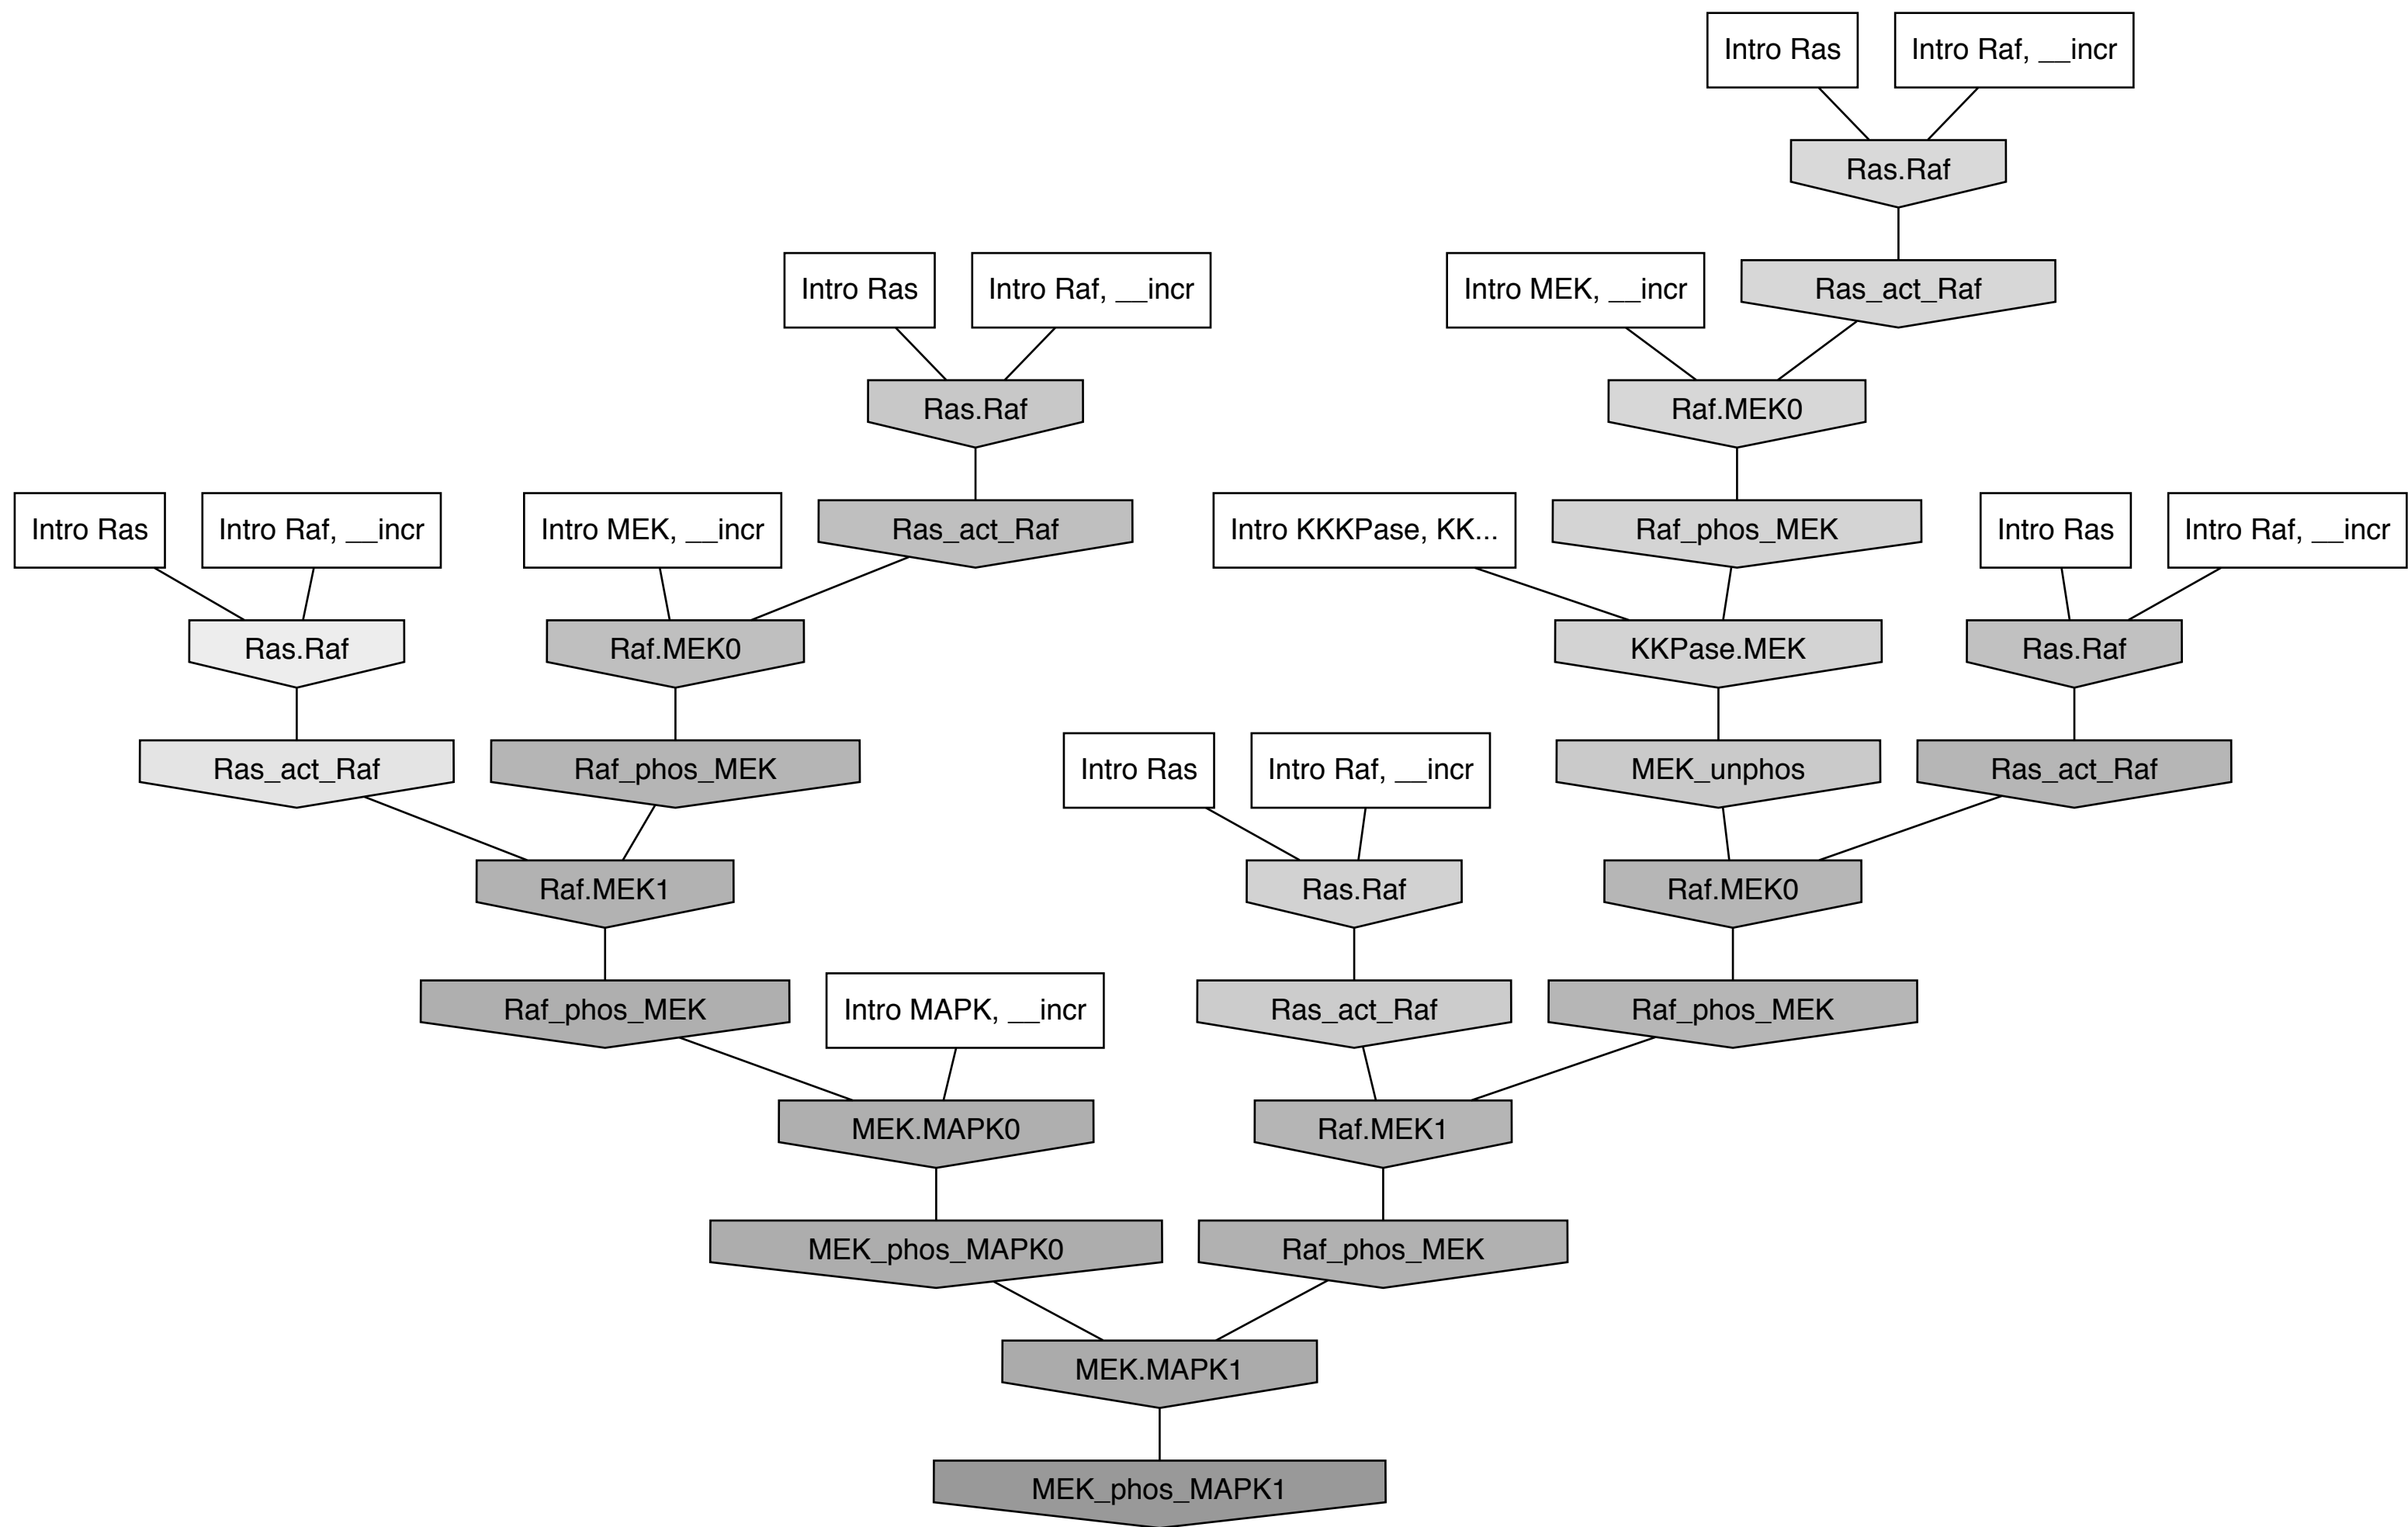 Intro Ras
Intro Raf, __incr
Ras.Raf
Intro Ras
Intro Raf, __incr
Intro MEK, __incr
Ras_act_Raf
Ras.Raf
Raf.MEK0
Intro Ras
Intro Raf, __incr
Intro MEK, __incr
Ras_act_Raf
Intro KKKPase, KK...
Raf_phos_MEK
Intro Ras
Intro Raf, __incr
Ras.Raf
Raf.MEK0
KKPase.MEK
Ras.Raf
Ras_act_Raf
Raf_phos_MEK
Intro Ras
Intro Raf, __incr
MEK_unphos
Ras_act_Raf
Raf.MEK1
Ras.Raf
Raf.MEK0
Raf_phos_MEK
Intro MAPK, __incr
Ras_act_Raf
Raf_phos_MEK
MEK.MAPK0
Raf.MEK1
MEK_phos_MAPK0
Raf_phos_MEK
MEK.MAPK1
MEK_phos_MAPK1